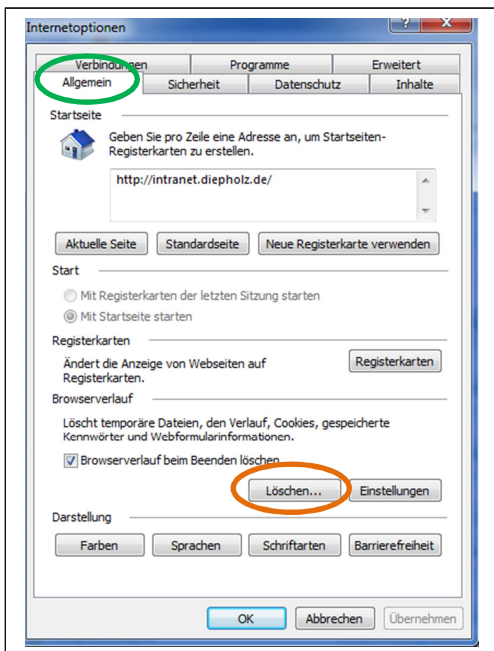 Internetoptionen
Verbindungen Programme Erweitert
Allgemein Sicherheit Datenschutz Inhalte
Startseite
Geben Sie pro Zeile eine Adresse an, um Startseiten-
Registerkarten zu erstellen.
http://intranet.diepholz.de/
Aktuelle Seite Standardseite Neue Registerkarte verwenden
Start
Mit Registerkarten der letzten Sitzung starten
Mit Startseite starten
Registerkarten
Ändert die Anzeige von Webseiten auf
Registerkarten.
Registerkarten
Browserverlauf
Löscht temporäre Dateien, den Verlauf, Cookies, gespeicherte
Kennwörter und Webformularinformationen.
Browserverlauf beim Beenden löschen
Löschen... Einstellungen
Darstellung
Farben Sprachen Schriftarten Barrierefreiheit
OK Abbrechen Übernehmen